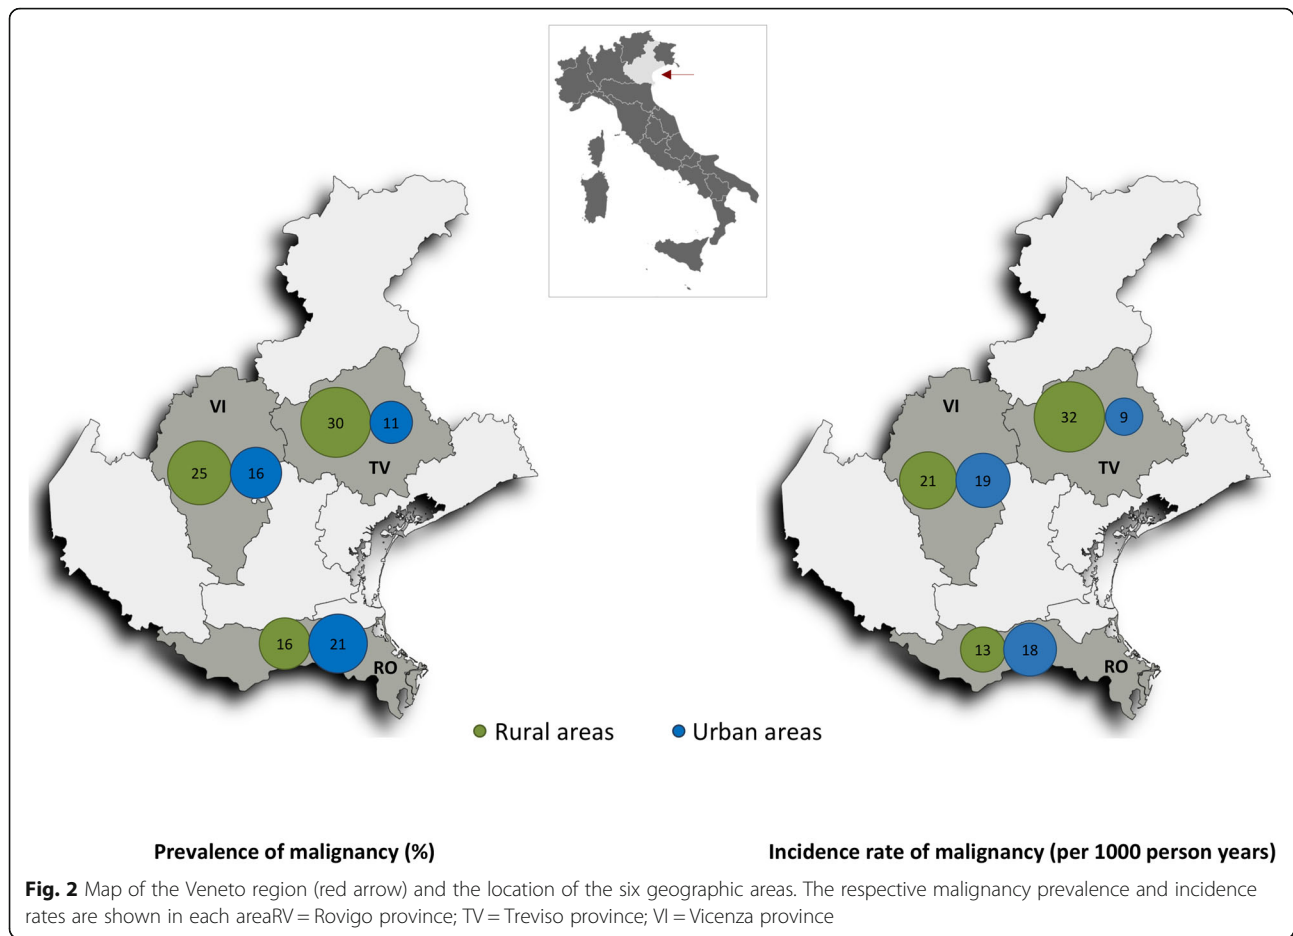 VI
30
11
25
16
TV
16
21
RO
VI
32
9
21
19
TV
13
18
RO
Rural areas
Urban areas
Prevalence of malignancy (%)
Incidence rate of malignancy (per 1000 person years)
Fig. 2 Map of the Veneto region (red arrow) and the location of the six geographic areas. The respective malignancy prevalence and incidence
rates are shown in each areaRV = Rovigo province; TV = Treviso province; VI = Vicenza province